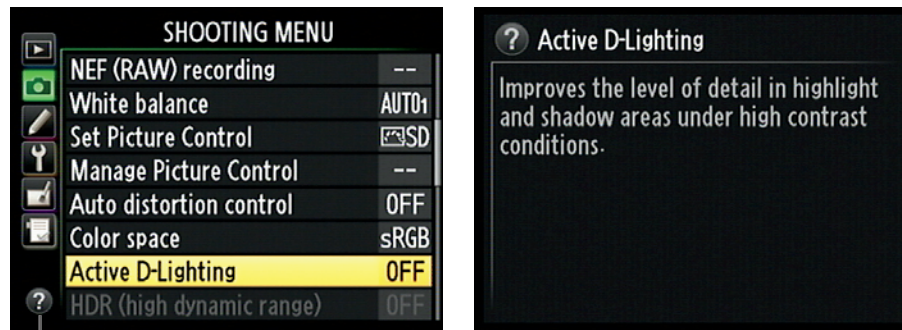 SHOOTING MENU
NEF (RAW) recording --
White balance AUTO1
Set Picture Control SD
Manage Picture Control --
Auto distortion control OFF
Color space sRGB
Active D-Lighting OFF
HDR (high dynamic range) OFF
?
? Active D-Lighting
Improves the level of detail in highlight
and shadow areas under high contrast
conditions.